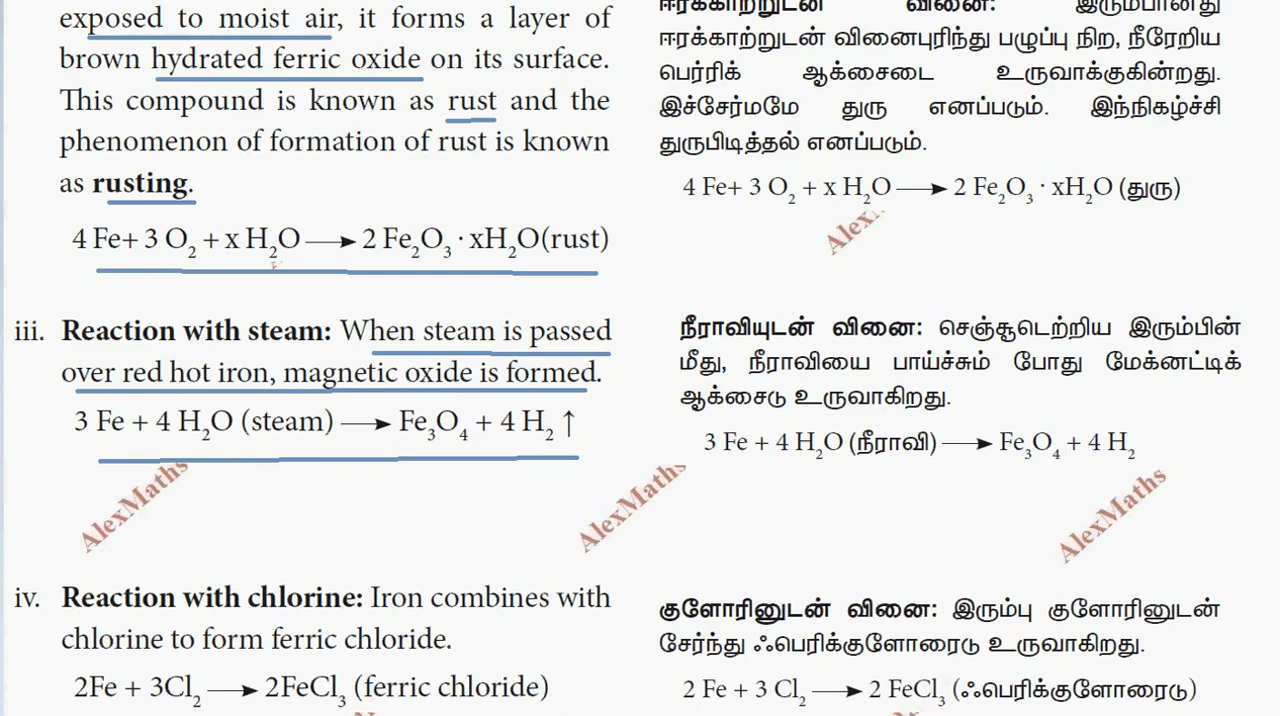 exposed to moist air, it forms a layer of
brown hydrated ferric oxide on its surface.
This compound is known as rust and the
phenomenon of formation of rust is known
as rusting.
4 Fe+ 3 O₂ + x H₂O ⟶ 2 Fe₂O₃ · xH₂O(rust)
iii. Reaction with steam: When steam is passed
over red hot iron, magnetic oxide is formed.
3 Fe + 4 H₂O (steam) ⟶ Fe₃O₄ + 4 H₂ ↑
iv. Reaction with chlorine: Iron combines with
chlorine to form ferric chloride.
2Fe + 3Cl₂ ⟶ 2FeCl₃ (ferric chloride)
ஈரக்காற்றுடன் வினை: இரும்பானது
ஈரக்காற்றுடன் வினைபுரிந்து பழுப்பு நிற, நீரேறிய
பெர்ரிக் ஆக்சைடை உருவாக்குகின்றது.
இச்சேர்மமே துரு எனப்படும். இந்நிகழ்ச்சி
துருபிடித்தல் எனப்படும்.
4 Fe+ 3 O₂ + x H₂O ⟶ 2 Fe₂O₃ · xH₂O (துரு)
நீராவியுடன் வினை: செஞ்சூடெற்றிய இரும்பின்
மீது, நீராவியை பாய்ச்சும் போது மேக்னட்டிக்
ஆக்சைடு உருவாகிறது.
3 Fe + 4 H₂O (நீராவி) ⟶ Fe₃O₄ + 4 H₂
குளோரினுடன் வினை: இரும்பு குளோரினுடன்
சேர்ந்து ஃபெரிக்குளோரைடு உருவாகிறது.
2 Fe + 3 Cl₂ ⟶ 2 FeCl₃ (ஃபெரிக்குளோரைடு)
AlexMaths
AlexMaths
AlexMaths